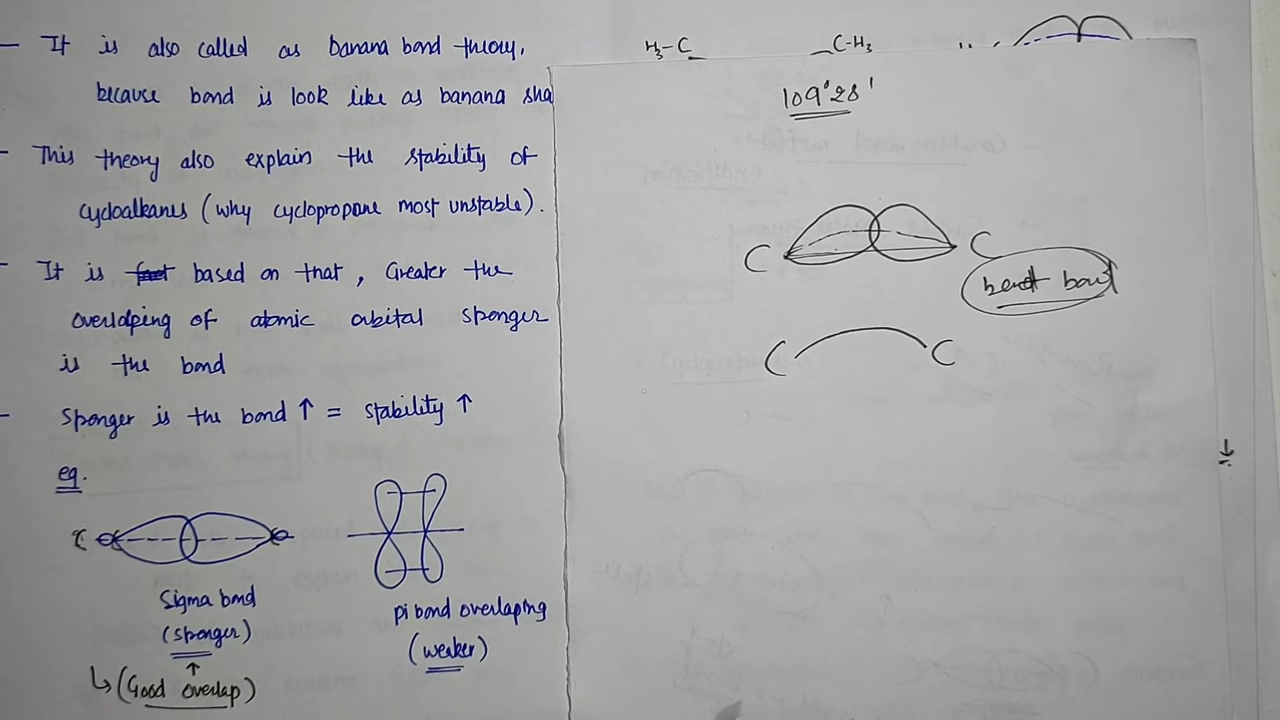 – It is also called as banana bond theory,
because bond is look like as banana sha
- This theory also explain the stability of
cycloalkanes (why cyclopropane most unstable).
- It is fact based on that, Greater the
overlaping of atomic orbital stronger
is the bond
- Stronger is the bond ↑ = stability ↑
eg.
Sigma bond
(stronger)
↑
↳ (Good overlap)
pi bond overlaping
(weaker)
H3-C
C-H3
109°28'
C C
bent bond
C C